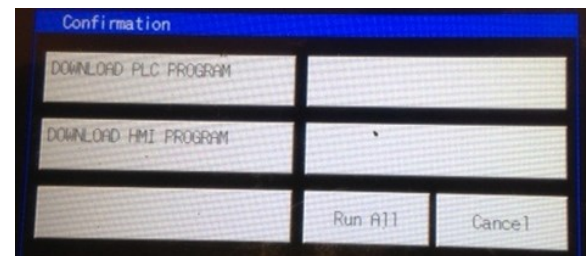 Confirmation
DOWNLOAD PLC PROGRAM
DOWNLOAD HMI PROGRAM
Run All
Cancel